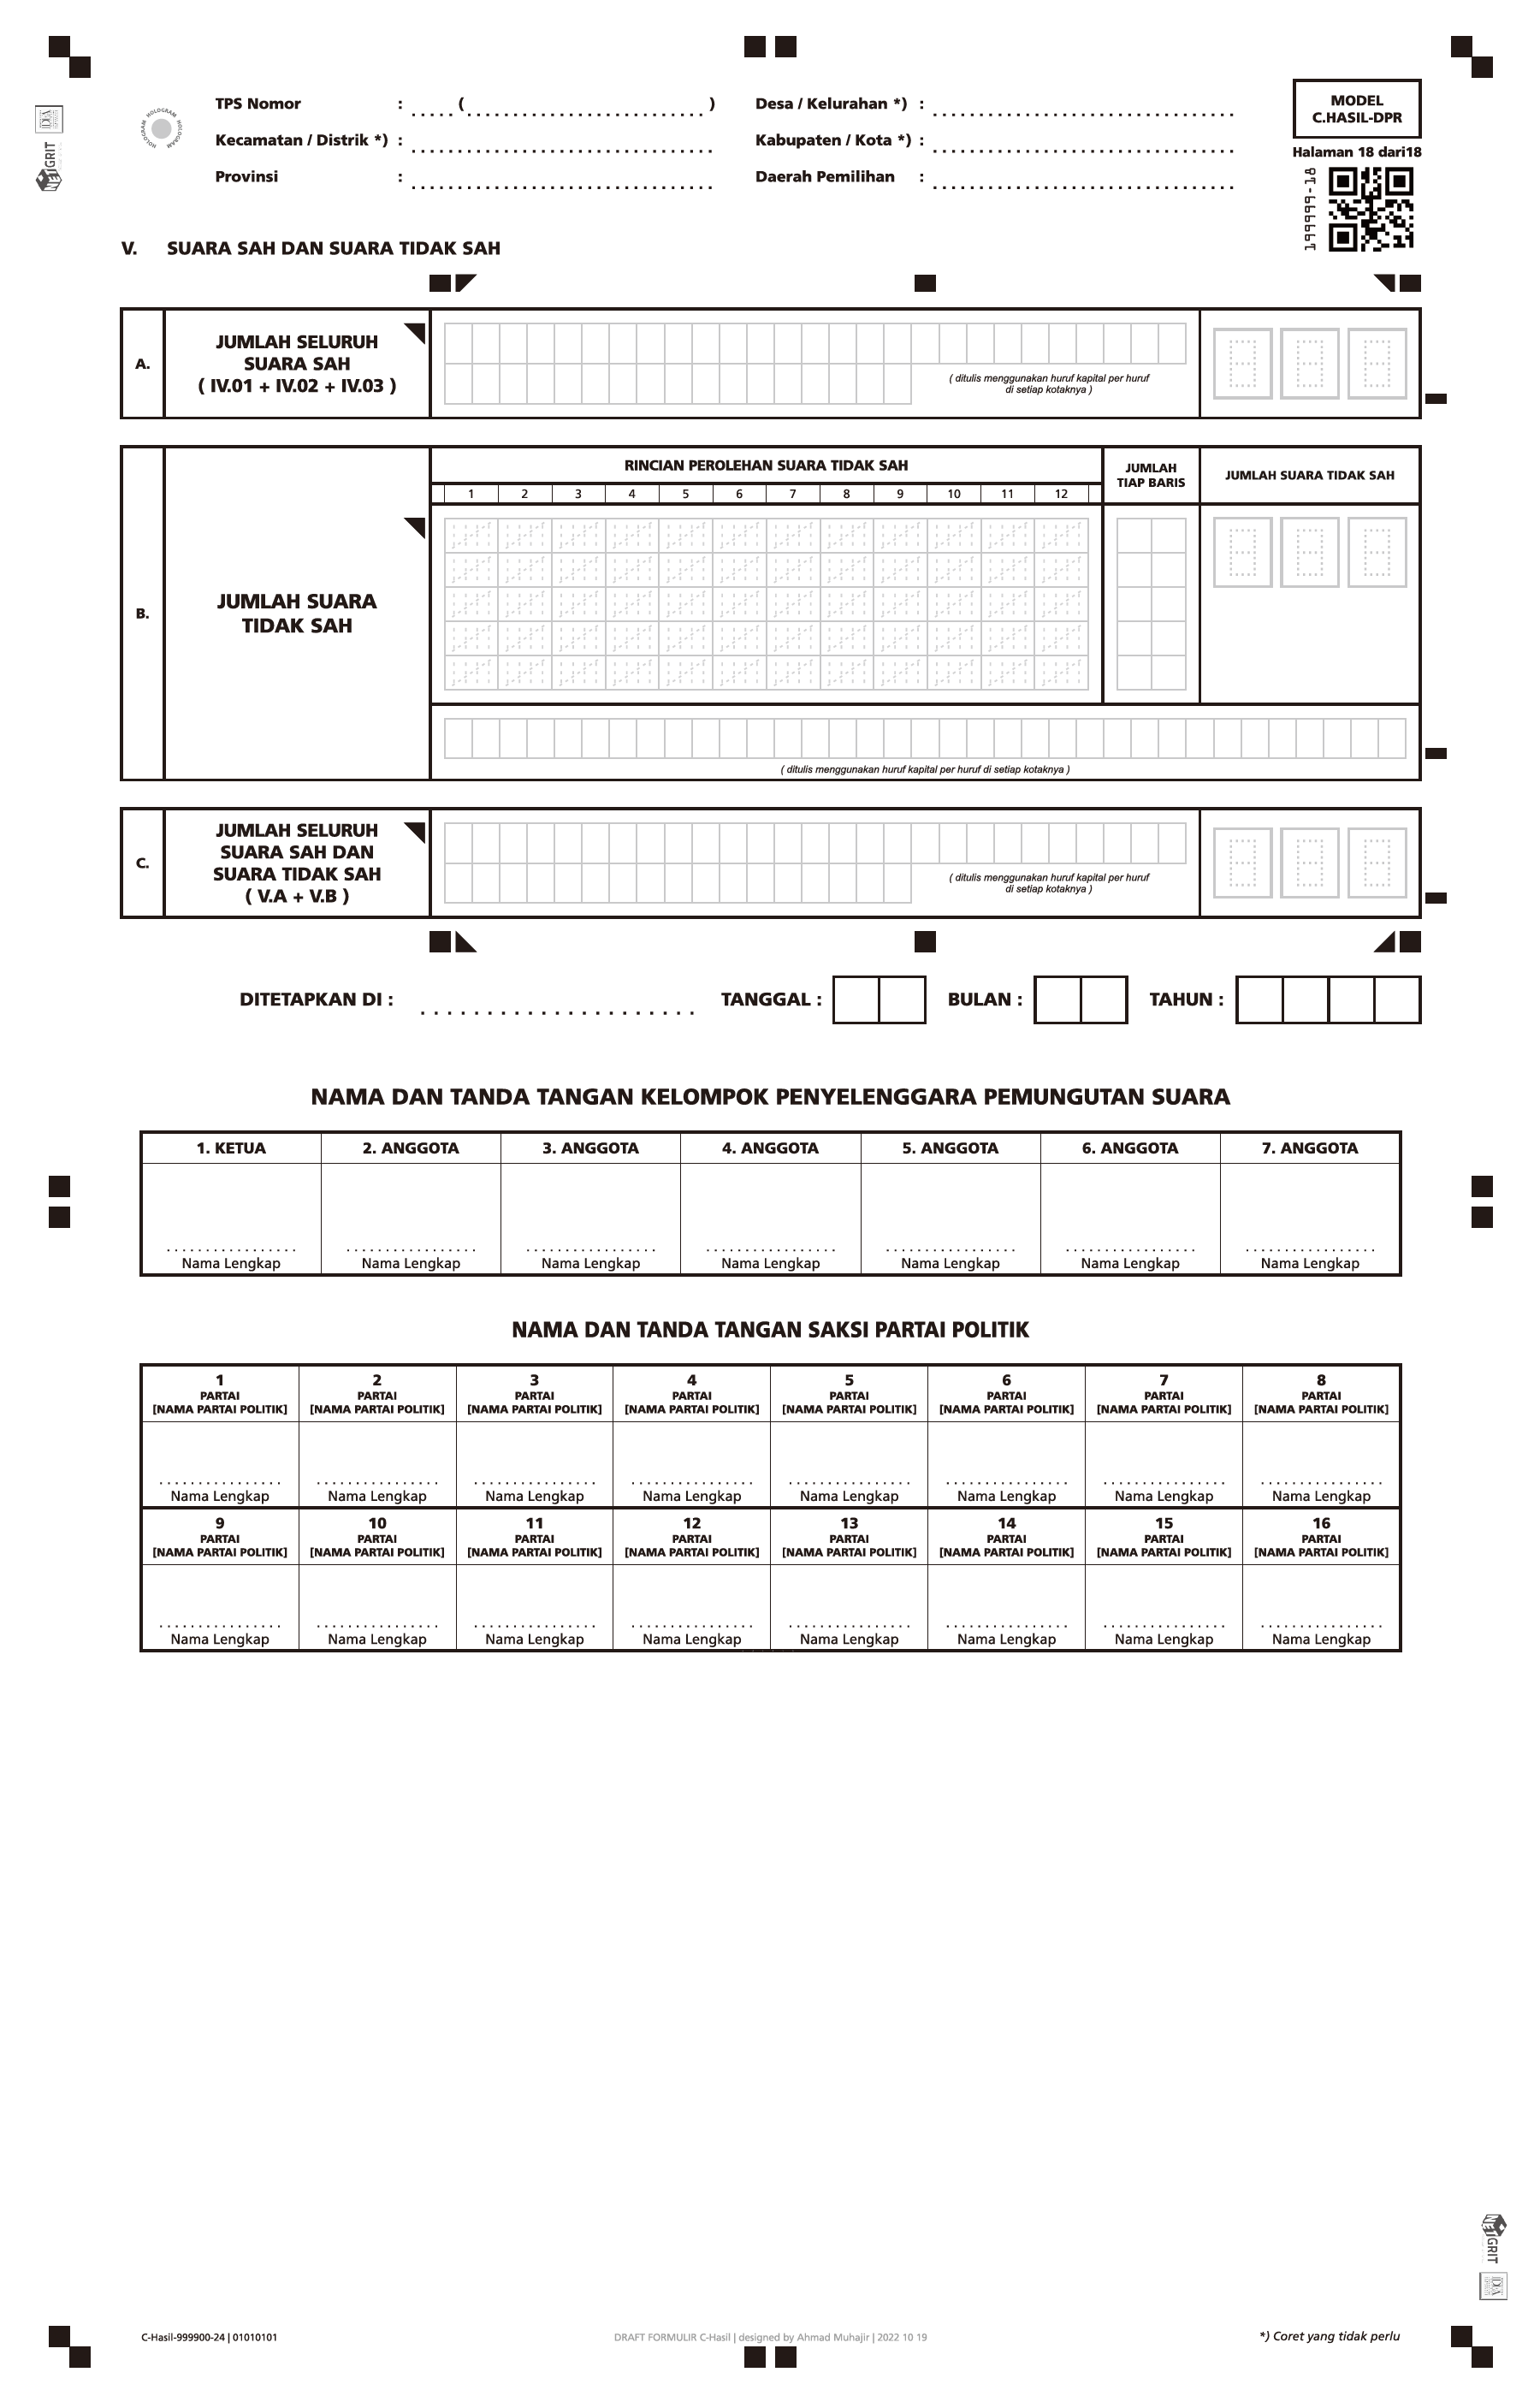 TPS Nomor : ..... ( .......................... ) Desa / Kelurahan *) : .................................
MODEL
C.HASIL-DPR
Kecamatan / Distrik *) : ................................. Kabupaten / Kota *) : .................................
Halaman 18 dari18
Provinsi : ................................. Daerah Pemilihan : .................................
199999-18
HOLOGRAM HOLOGRAM HOLOGRAM
NETGRIT
IDEA
V. SUARA SAH DAN SUARA TIDAK SAH
A.
JUMLAH SELURUH
SUARA SAH
( IV.01 + IV.02 + IV.03 )
( ditulis menggunakan huruf kapital per huruf
di setiap kotaknya )
B.
JUMLAH SUARA
TIDAK SAH
RINCIAN PEROLEHAN SUARA TIDAK SAH
1 2 3 4 5 6 7 8 9 10 11 12
JUMLAH
TIAP BARIS
JUMLAH SUARA TIDAK SAH
( ditulis menggunakan huruf kapital per huruf di setiap kotaknya )
C.
JUMLAH SELURUH
SUARA SAH DAN
SUARA TIDAK SAH
( V.A + V.B )
( ditulis menggunakan huruf kapital per huruf
di setiap kotaknya )
DITETAPKAN DI : ..................... TANGGAL : BULAN : TAHUN :
NAMA DAN TANDA TANGAN KELOMPOK PENYELENGGARA PEMUNGUTAN SUARA
1. KETUA 2. ANGGOTA 3. ANGGOTA 4. ANGGOTA 5. ANGGOTA 6. ANGGOTA 7. ANGGOTA
Nama Lengkap Nama Lengkap Nama Lengkap Nama Lengkap Nama Lengkap Nama Lengkap Nama Lengkap
NAMA DAN TANDA TANGAN SAKSI PARTAI POLITIK
1 2 3 4 5 6 7 8
PARTAI PARTAI PARTAI PARTAI PARTAI PARTAI PARTAI PARTAI
[NAMA PARTAI POLITIK] [NAMA PARTAI POLITIK] [NAMA PARTAI POLITIK] [NAMA PARTAI POLITIK] [NAMA PARTAI POLITIK] [NAMA PARTAI POLITIK] [NAMA PARTAI POLITIK] [NAMA PARTAI POLITIK]
Nama Lengkap Nama Lengkap Nama Lengkap Nama Lengkap Nama Lengkap Nama Lengkap Nama Lengkap Nama Lengkap
9 10 11 12 13 14 15 16
PARTAI PARTAI PARTAI PARTAI PARTAI PARTAI PARTAI PARTAI
[NAMA PARTAI POLITIK] [NAMA PARTAI POLITIK] [NAMA PARTAI POLITIK] [NAMA PARTAI POLITIK] [NAMA PARTAI POLITIK] [NAMA PARTAI POLITIK] [NAMA PARTAI POLITIK] [NAMA PARTAI POLITIK]
Nama Lengkap Nama Lengkap Nama Lengkap Nama Lengkap Nama Lengkap Nama Lengkap Nama Lengkap Nama Lengkap
NETGRIT
IDEA
C-Hasil-999900-24 | 01010101 DRAFT FORMULIR C-Hasil | designed by Ahmad Muhajir | 2022 10 19 *) Coret yang tidak perlu